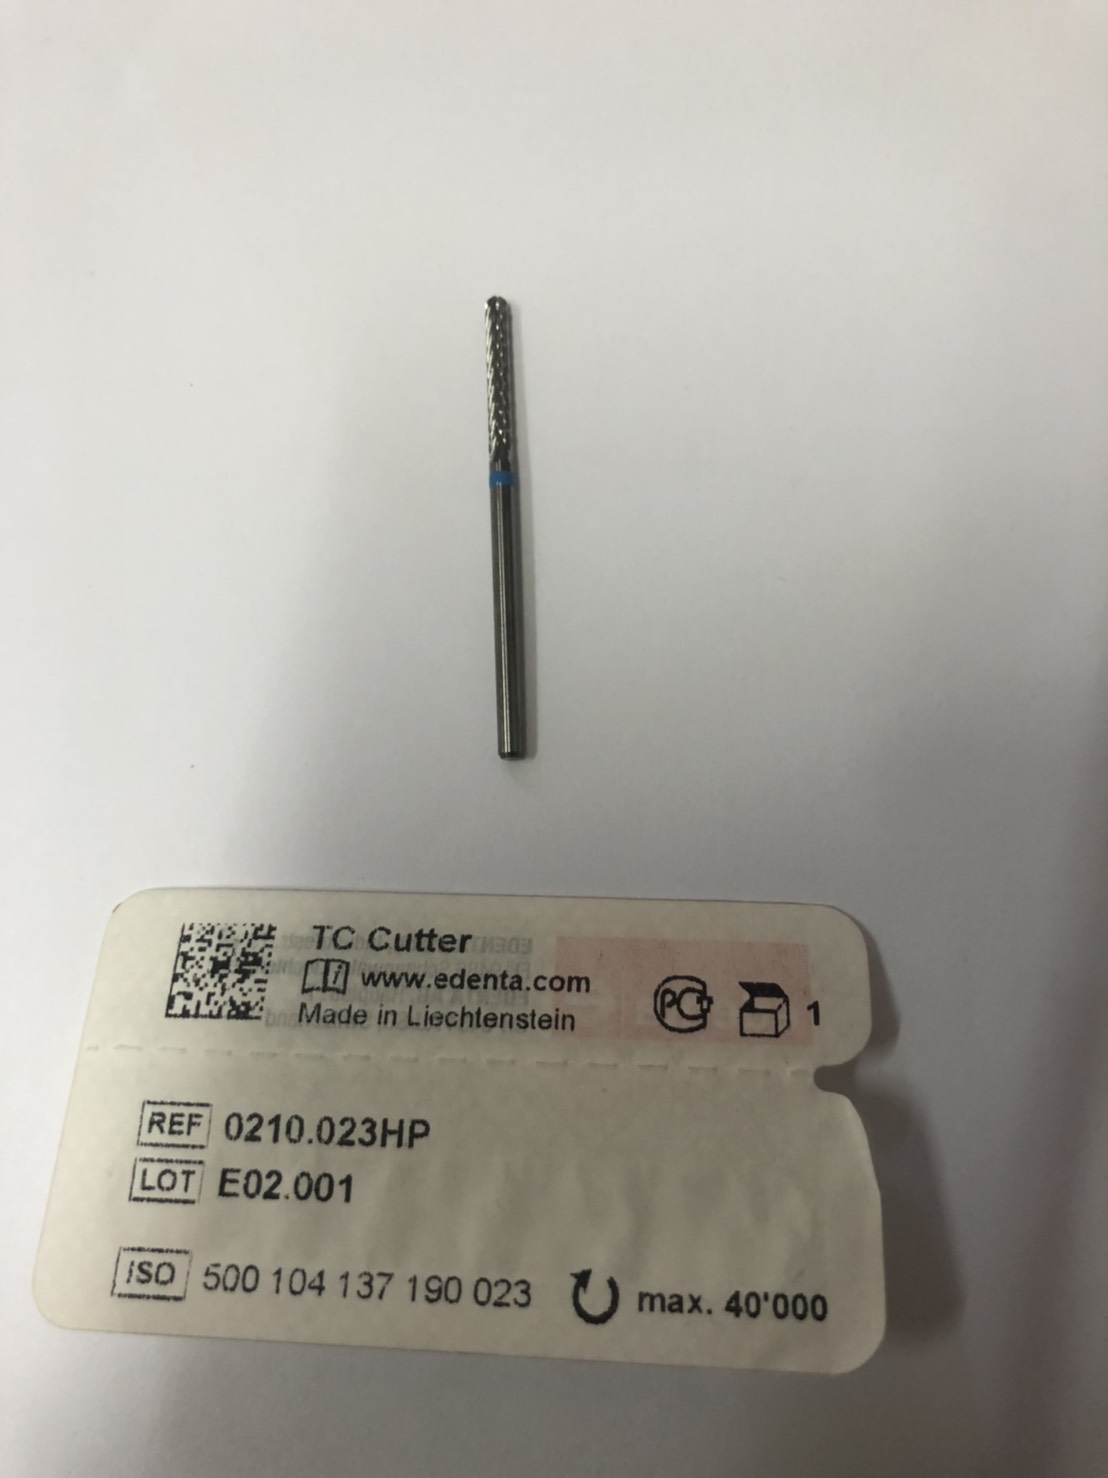 TC Cutter
www.edenta.com
Made in Liechtenstein
1
REF 0210.023HP
LOT E02.001
ISO 500 104 137 190 023 max. 40'000